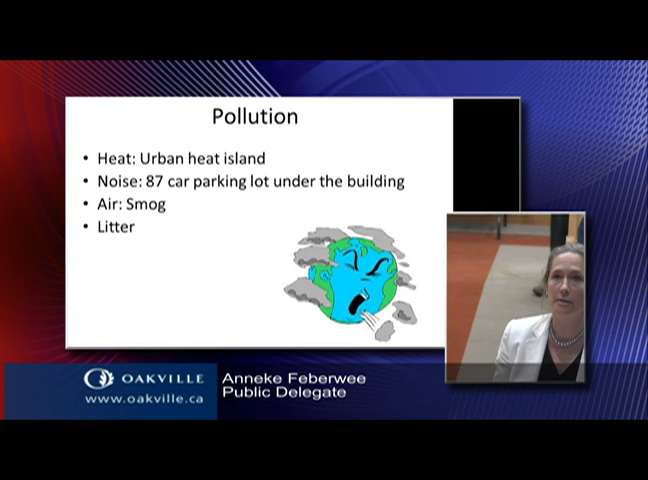 Pollution
• Heat: Urban heat island
• Noise: 87 car parking lot under the building
• Air: Smog
• Litter
OAKVILLE
www.oakville.ca
Anneke Feberwee
Public Delegate